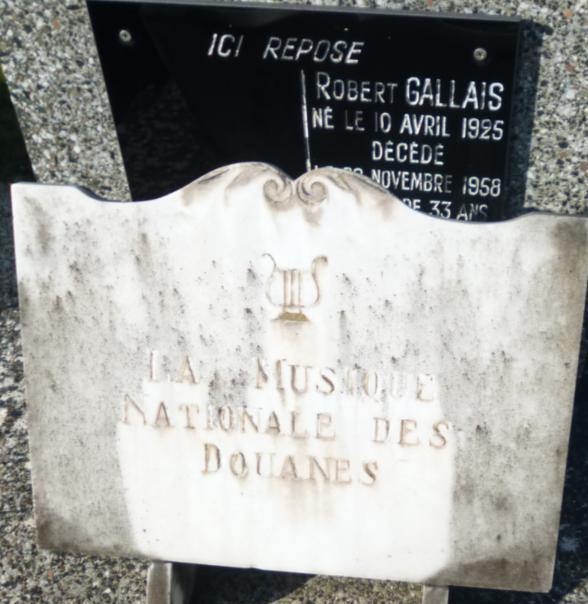 ICI REPOSE
ROBERT GALLAIS
NÉ LE 10 AVRIL 1925
DÉCÉDÉ
NOVEMBRE 1958
DE 33 ANS
LA MUSIQUE
NATIONALE DES
DOUANES